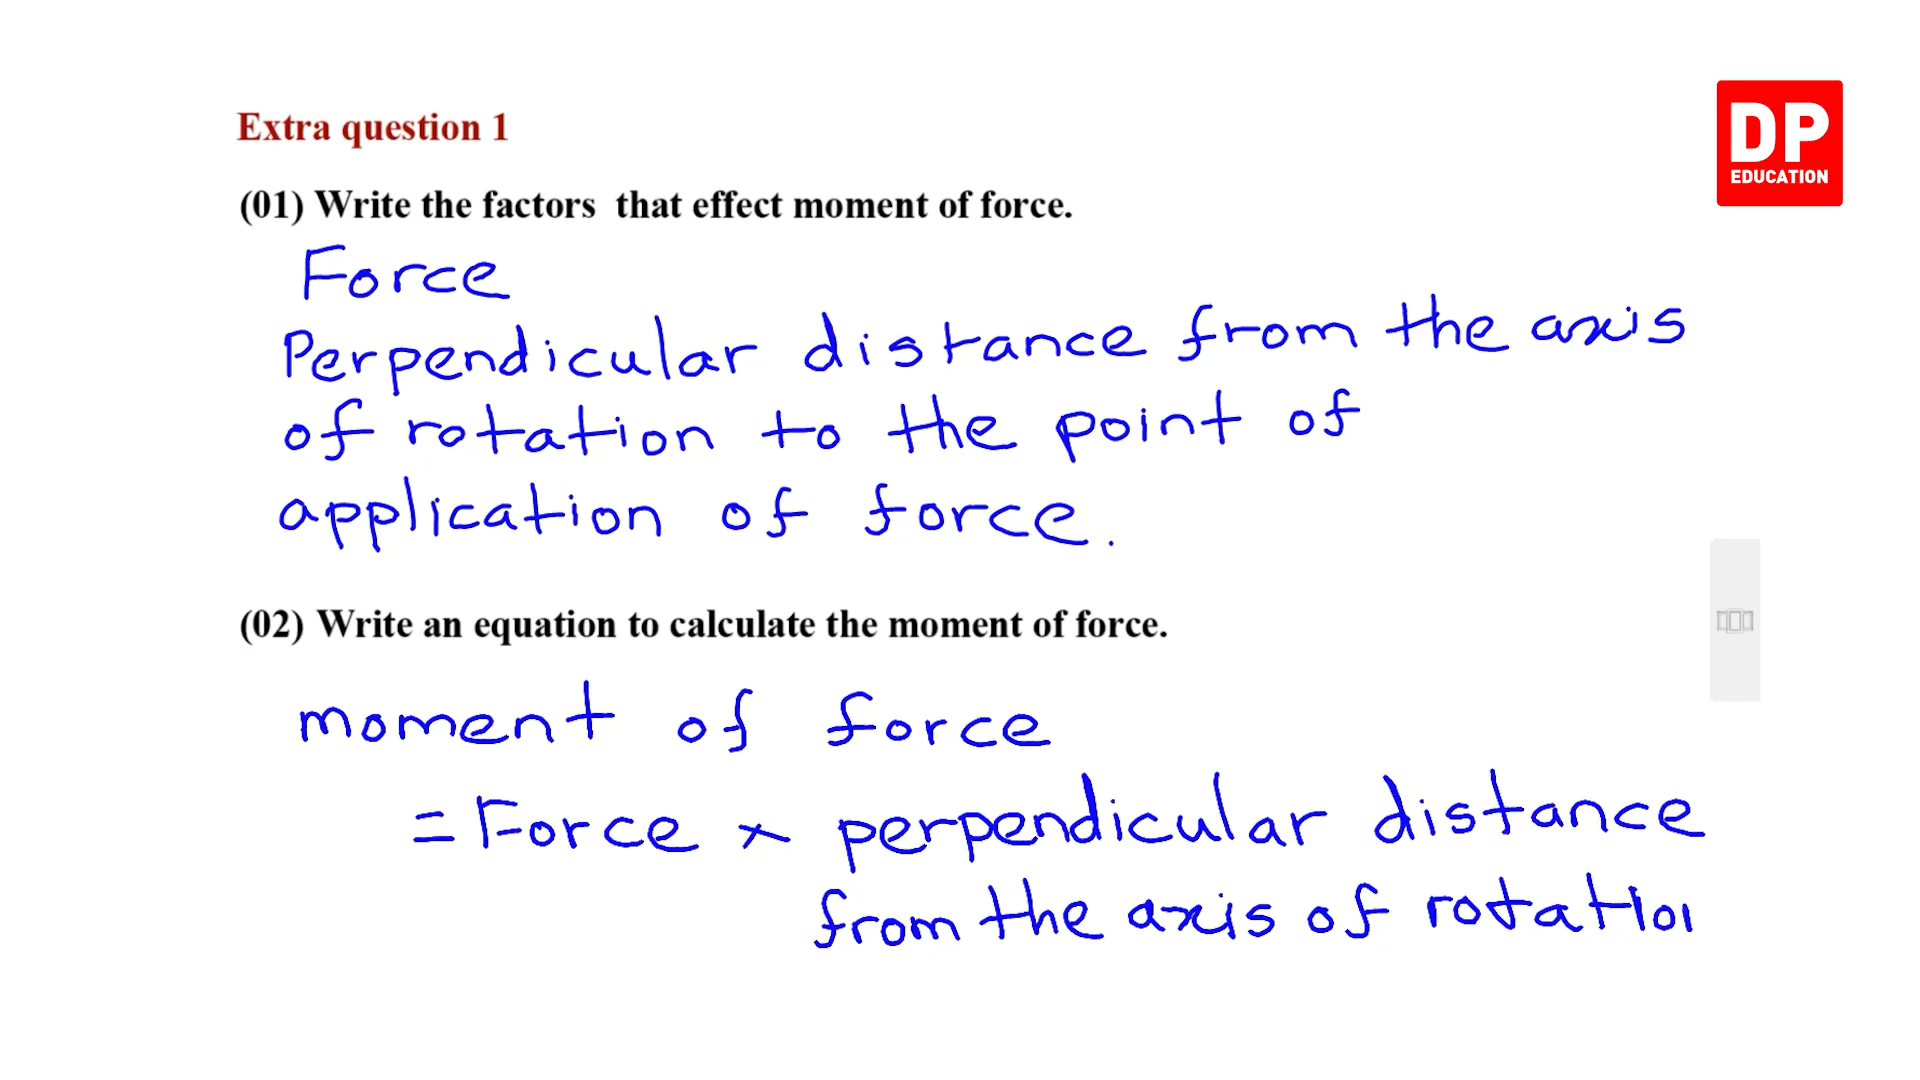 DP
EDUCATION
Extra question 1
(01) Write the factors that effect moment of force.
Force
Perpendicular distance from the axis
of rotation to the point of
application of force.
(02) Write an equation to calculate the moment of force.
moment of force
= Force × perpendicular distance
from the axis of rotation